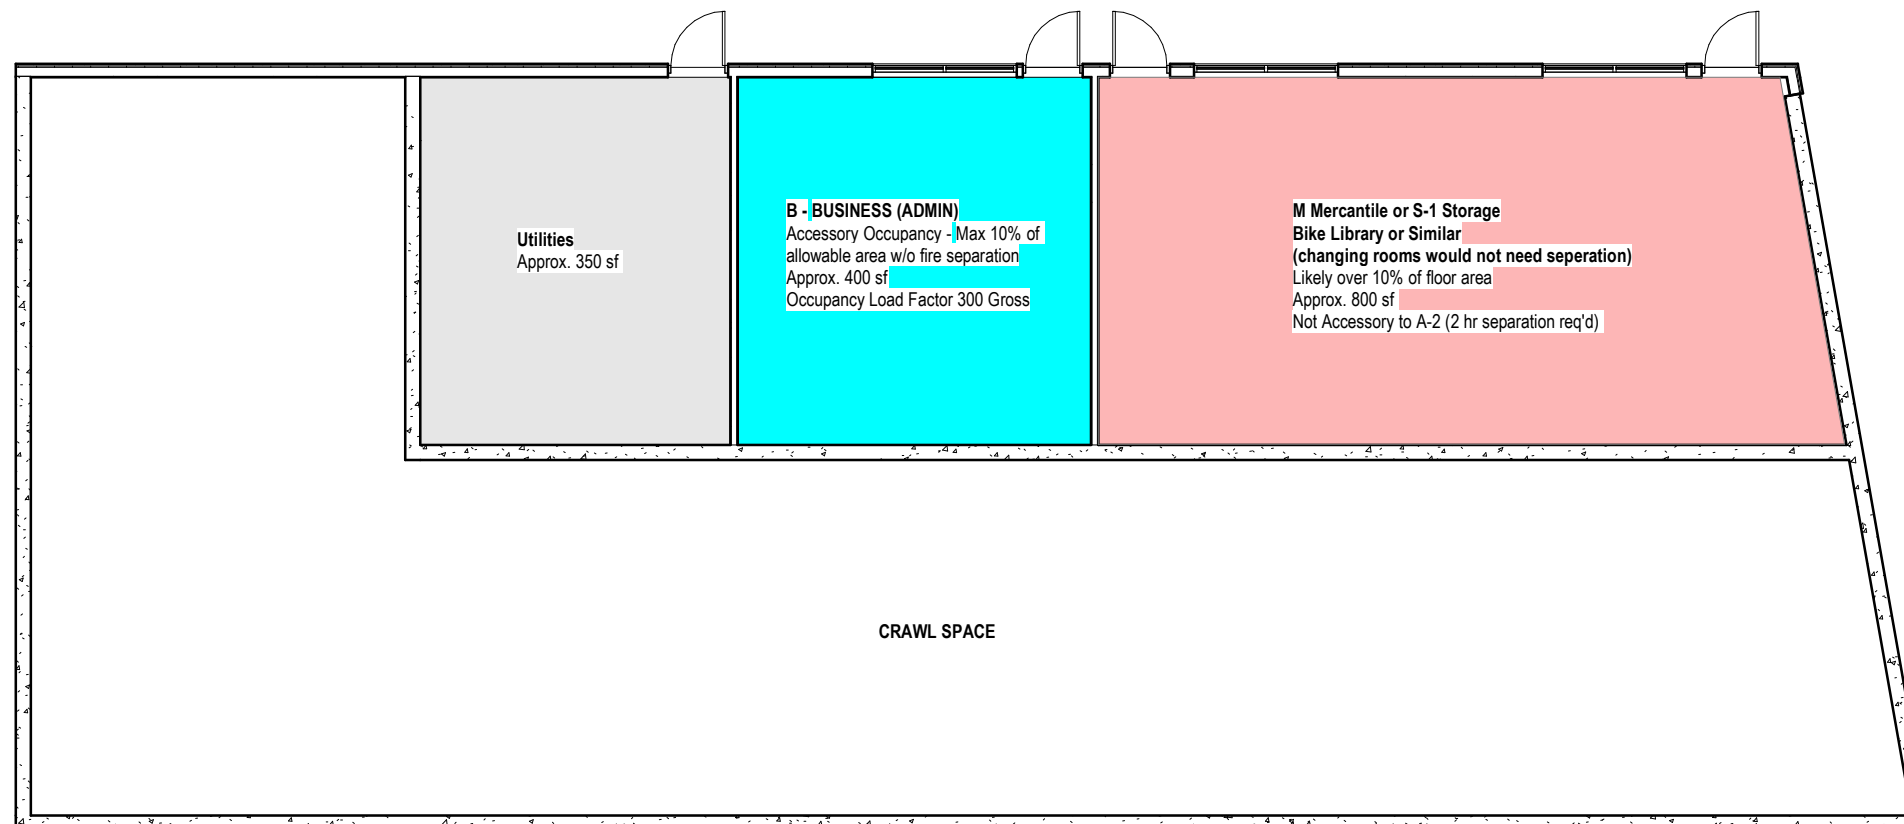 Utilities
Approx. 350 sf
B - BUSINESS (ADMIN)
Accessory Occupancy - Max 10% of
allowable area w/o fire separation
Approx. 400 sf
Occupancy Load Factor 300 Gross
M Mercantile or S-1 Storage
Bike Library or Similar
(changing rooms would not need seperation)
Likely over 10% of floor area
Approx. 800 sf
Not Accessory to A-2 (2 hr separation req'd)
CRAWL SPACE